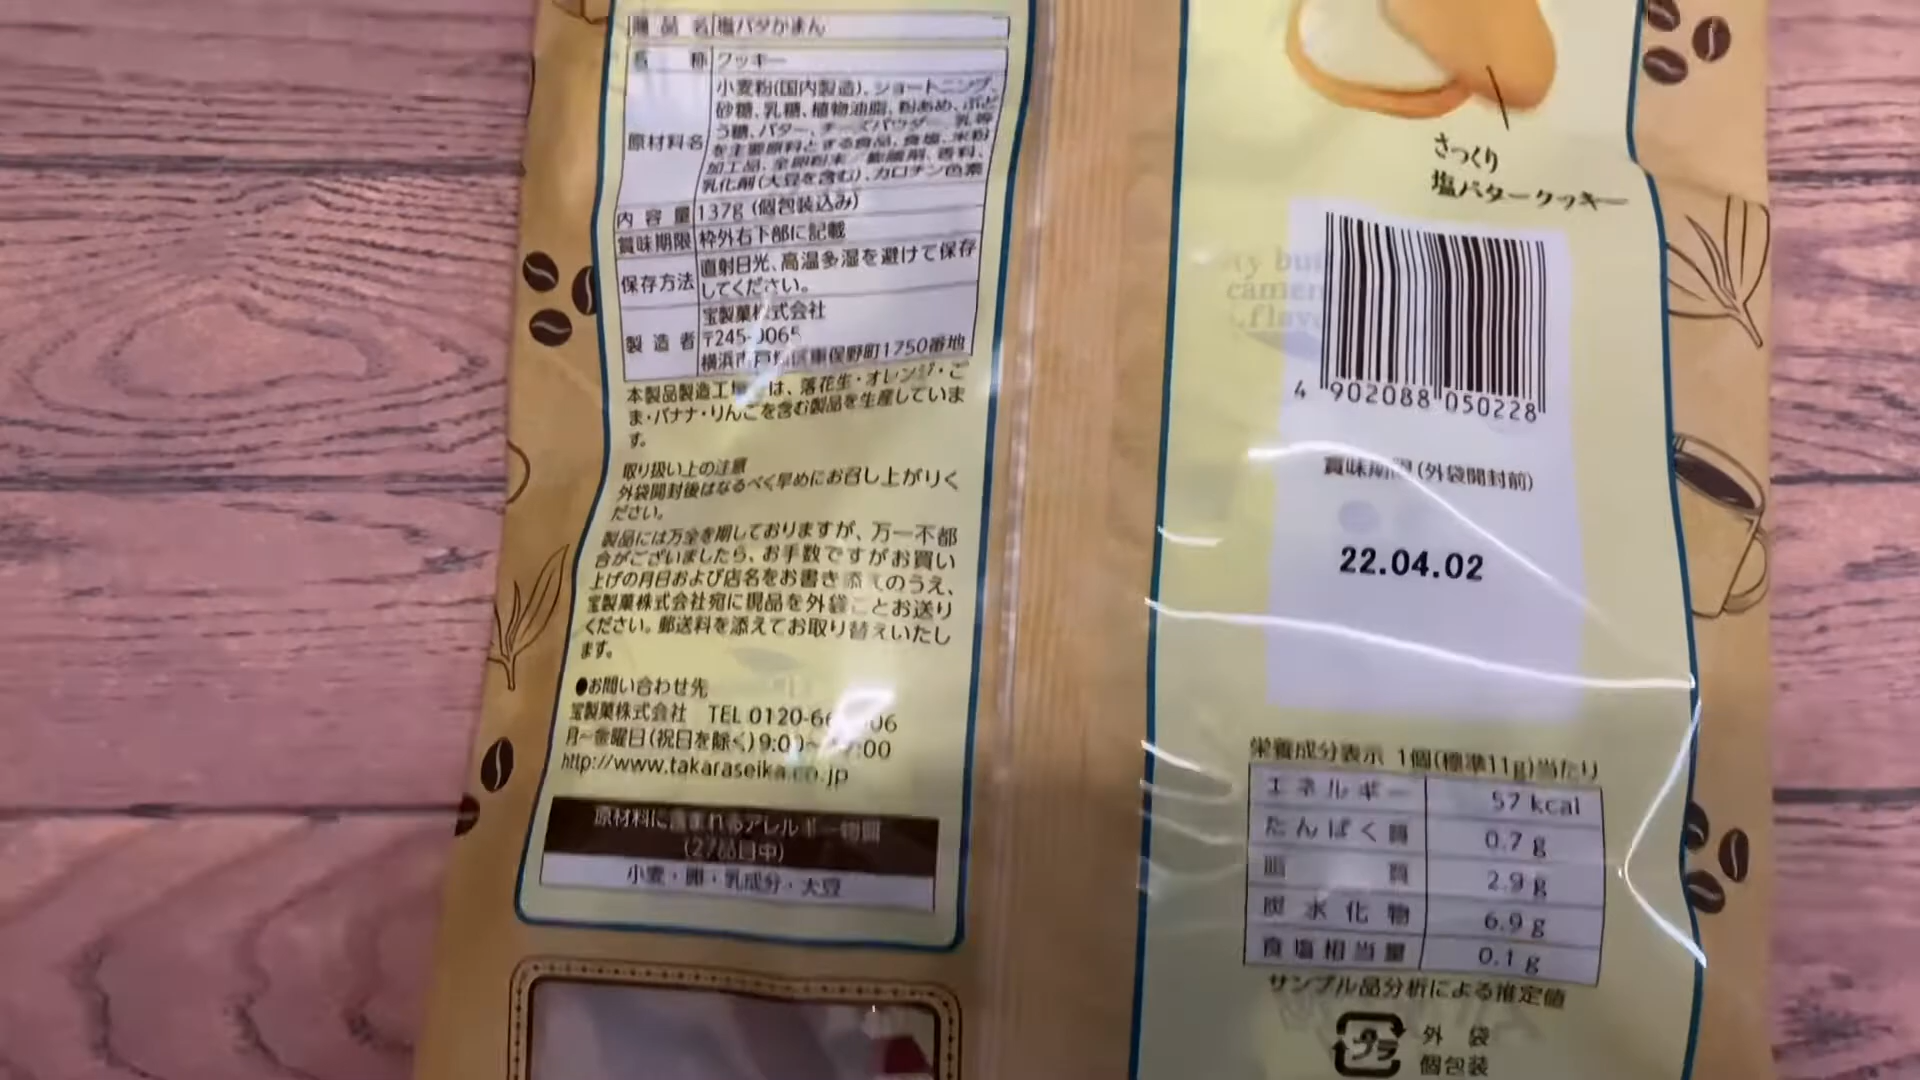 商品名 塩バタかまん
名称 クッキー
原材料名 小麦粉(国内製造)、ショートニング、
砂糖、乳糖、植物油脂、粉あめ、ぶど
う糖、バター、チーズパウダー、乳等
を主要原料とする食品、食塩、米粉
加工品、全卵粉末/膨脹剤、香料、
乳化剤(大豆を含む)、カロチン色素
内容量 137g (個包装込み)
賞味期限 枠外右下部に記載
保存方法 直射日光、高温多湿を避けて保存
してください。
製造者 宝製菓株式会社
〒245-0065
横浜市戸塚区東俣野町1750番地
本製品製造工場では、落花生・オレンジ・ご
ま・バナナ・りんごを含む製品を生産していま
す。
取り扱い上の注意
外袋開封後はなるべく早めにお召し上がりく
ださい。
製品には万全を期しておりますが、万一不都
合がございましたら、お手数ですがお買い
上げの月日および店名をお書き添えのうえ、
宝製菓株式会社宛に現品を外袋ごとお送り
ください。郵送料を添えてお取り替えいたし
ます。
●お問い合わせ先
宝製菓株式会社 TEL 0120-6
月〜金曜日(祝日を除く)9:00〜
http://www.takaraseika.co.jp
原材料に含まれるアレルギー物質
(27品目中)
小麦・卵・乳成分・大豆
さっくり
塩バタークッキー
4 902088 050228
賞味期限(外袋開封前)
22.04.02
栄養成分表示 1個(標準11g)当たり
エネルギー 57 kcal
たんぱく質 0.7 g
脂質 2.9 g
炭水化物 6.9 g
食塩相当量 0.1 g
サンプル品分析による推定値
プラ
外袋
個包装